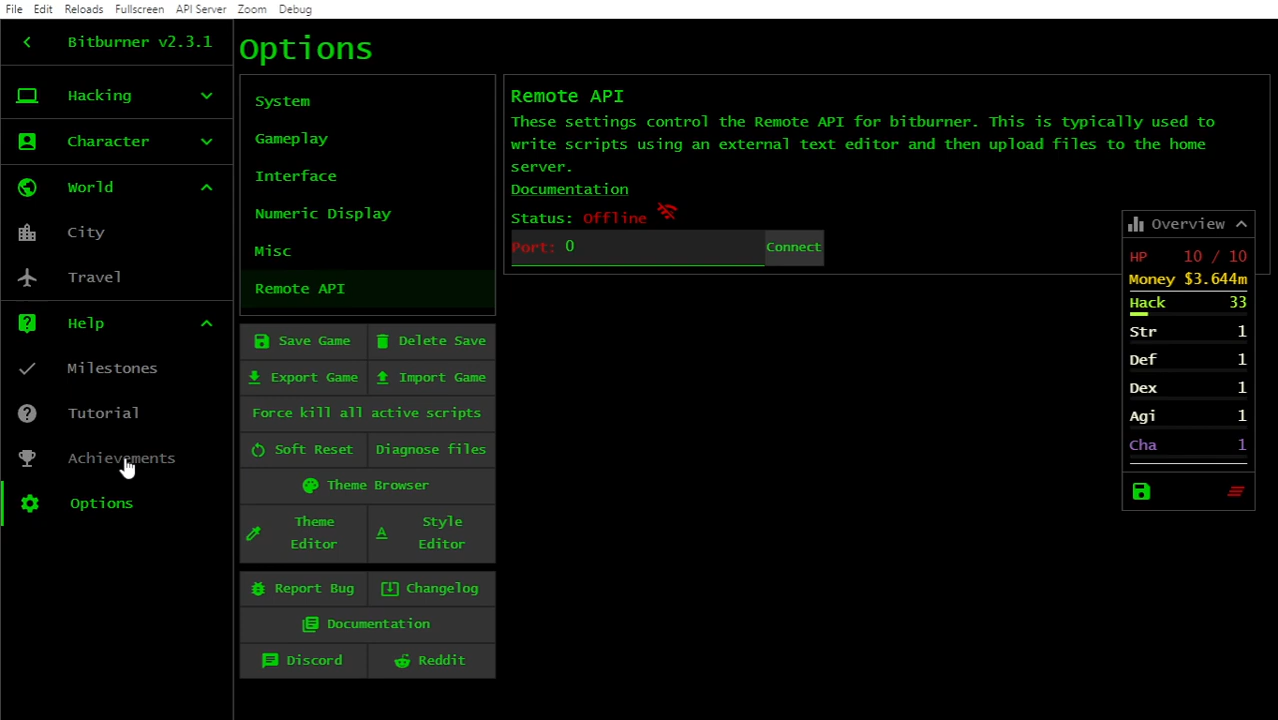 File Edit Reloads Fullscreen API Server Zoom Debug
Bitburner v2.3.1
Hacking
Character
World
City
Travel
Help
Milestones
Tutorial
Achievements
Options
Options
System
Gameplay
Interface
Numeric Display
Misc
Remote API
Save Game Delete Save
Export Game Import Game
Force kill all active scripts
Soft Reset Diagnose files
Theme Browser
Theme
Editor
Style
Editor
Report Bug Changelog
Documentation
Discord Reddit
Remote API
These settings control the Remote API for bitburner. This is typically used to
write scripts using an external text editor and then upload files to the home
server.
Documentation
Status: Offline
Port: 0 Connect
Overview
HP 10 / 10
Money $3.644m
Hack 33
Str 1
Def 1
Dex 1
Agi 1
Cha 1